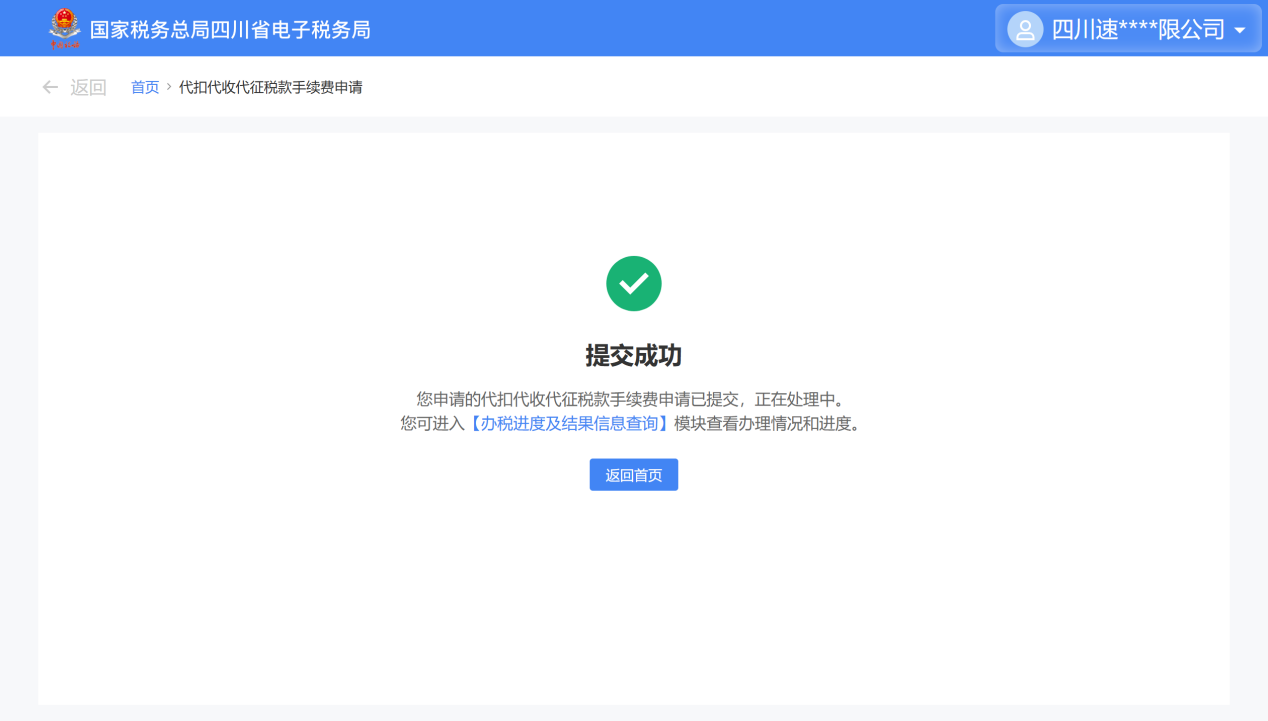 国家税务总局四川省电子税务局
四川速****限公司
返回 首页 > 代扣代收代征税款手续费申请
提交成功
您申请的代扣代收代征税款手续费申请已提交，正在处理中。
您可进入【办税进度及结果信息查询】模块查看办理情况和进度。
返回首页